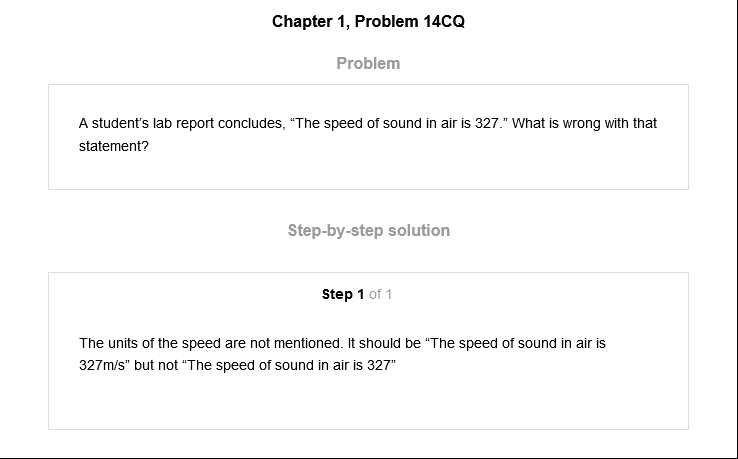 Chapter 1, Problem 14CQ
Problem
A student’s lab report concludes, “The speed of sound in air is 327.” What is wrong with that
statement?
Step-by-step solution
Step 1 of 1
The units of the speed are not mentioned. It should be “The speed of sound in air is
327m/s” but not “The speed of sound in air is 327”